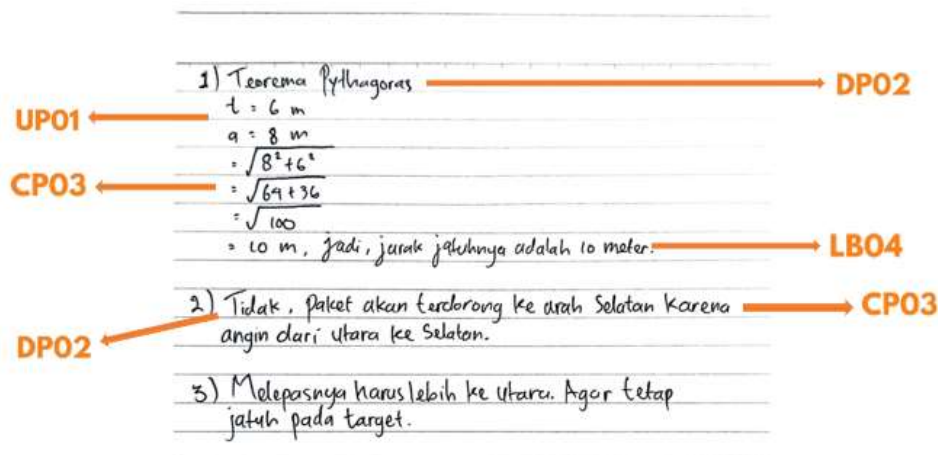 1) Teorema Pythagoras DP02
UP01 t = 6 m
a = 8 m
= √8²+6²
CP03 = √64+36
= √100
= 10 m, jadi, jarak jatuhnya adalah 10 meter. LB04
2) Tidak, paket akan terdorong ke arah Selatan karena CP03
DP02 angin dari utara ke Selatan.
3) Melepasnya harus lebih ke utara. Agar tetap
jatuh pada target.